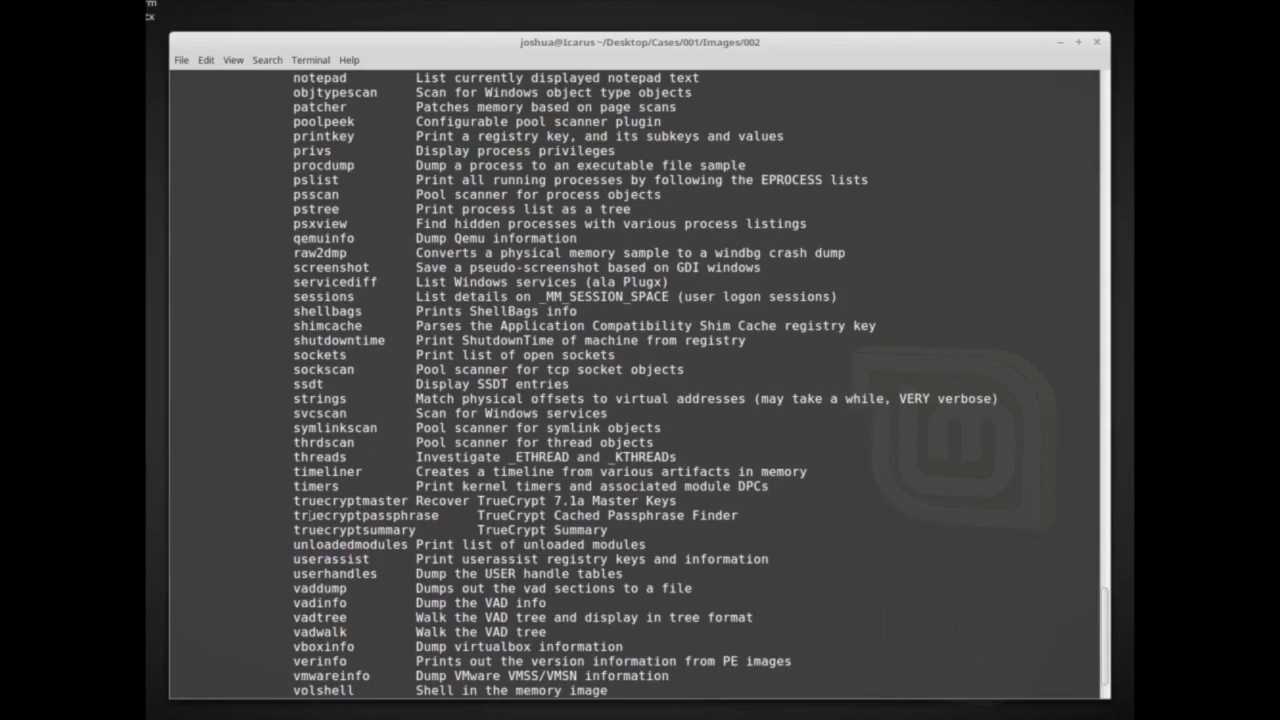 rm
cx
joshua@Icarus ~/Desktop/Cases/001/Images/002
File Edit View Search Terminal Help
notepad List currently displayed notepad text
objtypescan Scan for Windows object type objects
patcher Patches memory based on page scans
poolpeek Configurable pool scanner plugin
printkey Print a registry key, and its subkeys and values
privs Display process privileges
procdump Dump a process to an executable file sample
pslist Print all running processes by following the EPROCESS lists
psscan Pool scanner for process objects
pstree Print process list as a tree
psxview Find hidden processes with various process listings
qemuinfo Dump Qemu information
raw2dmp Converts a physical memory sample to a windbg crash dump
screenshot Save a pseudo-screenshot based on GDI windows
servicediff List Windows services (ala Plugx)
sessions List details on _MM_SESSION_SPACE (user logon sessions)
shellbags Prints ShellBags info
shimcache Parses the Application Compatibility Shim Cache registry key
shutdowntime Print ShutdownTime of machine from registry
sockets Print list of open sockets
sockscan Pool scanner for tcp socket objects
ssdt Display SSDT entries
strings Match physical offsets to virtual addresses (may take a while, VERY verbose)
svcscan Scan for Windows services
symlinkscan Pool scanner for symlink objects
thrdscan Pool scanner for thread objects
threads Investigate _ETHREAD and _KTHREADs
timeliner Creates a timeline from various artifacts in memory
timers Print kernel timers and associated module DPCs
truecryptmaster Recover TrueCrypt 7.1a Master Keys
truecryptpassphrase TrueCrypt Cached Passphrase Finder
truecryptsummary TrueCrypt Summary
unloadedmodules Print list of unloaded modules
userassist Print userassist registry keys and information
userhandles Dump the USER handle tables
vaddump Dumps out the vad sections to a file
vadinfo Dump the VAD info
vadtree Walk the VAD tree and display in tree format
vadwalk Walk the VAD tree
vboxinfo Dump virtualbox information
verinfo Prints out the version information from PE images
vmwareinfo Dump VMware VMSS/VMSN information
volshell Shell in the memory image